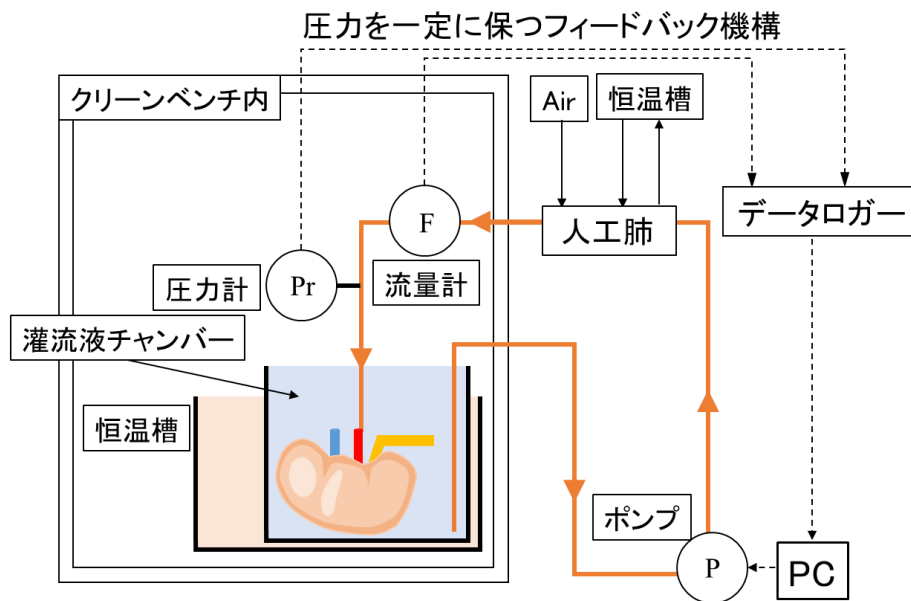 圧力を一定に保つフィードバック機構
クリーンベンチ内
Air
恒温槽
人工肺
データロガー
F
流量計
Pr
圧力計
灌流液チャンバー
恒温槽
ポンプ
P
PC